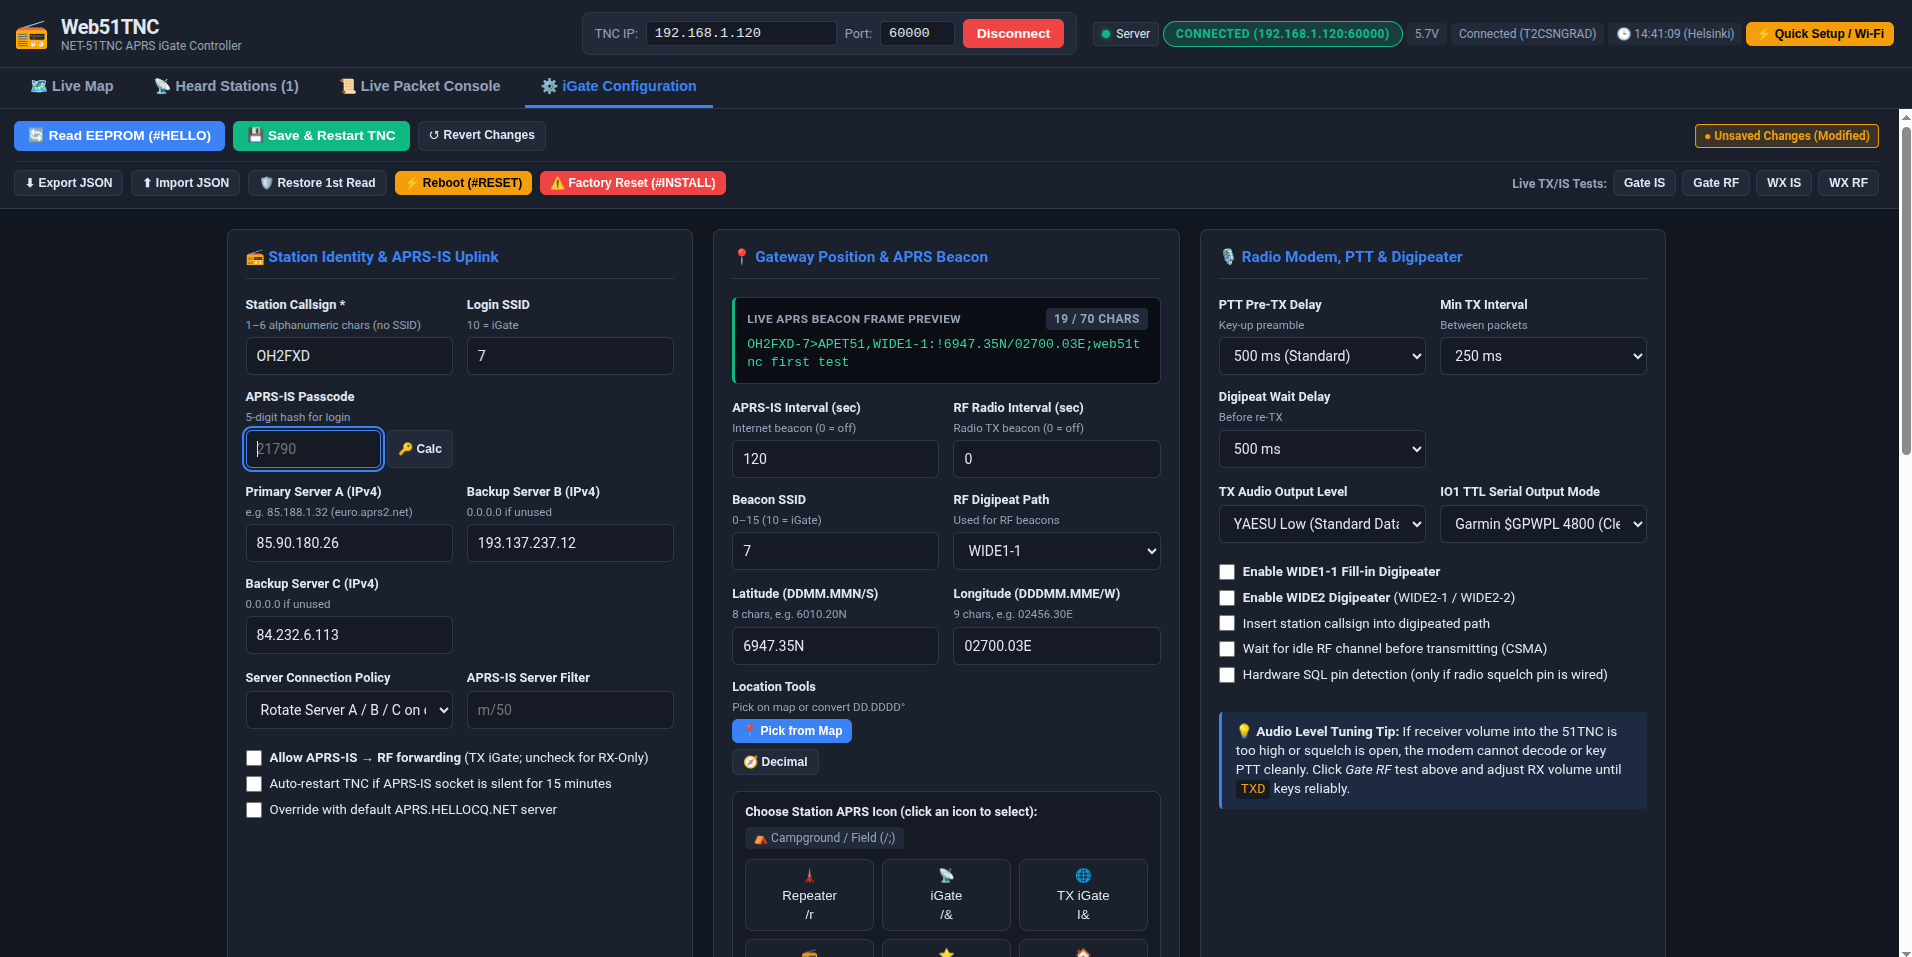 Web51TNC
NET-51TNC APRS iGate Controller
TNC IP: 192.168.1.120 Port: 60000 Disconnect
Server CONNECTED (192.168.1.120:60000) 5.7V Connected (T2CSNGRAD) 14:41:09 (Helsinki) Quick Setup / Wi-Fi
Live Map Heard Stations (1) Live Packet Console iGate Configuration
Read EEPROM (#HELLO) Save & Restart TNC ↺ Revert Changes ● Unsaved Changes (Modified)
⬇ Export JSON ⬆ Import JSON Restore 1st Read Reboot (#RESET) Factory Reset (#INSTALL) Live TX/IS Tests: Gate IS Gate RF WX IS WX RF
Station Identity & APRS-IS Uplink
Station Callsign * Login SSID
1–6 alphanumeric chars (no SSID) 10 = iGate
OH2FXD 7
APRS-IS Passcode
5-digit hash for login
21790 Calc
Primary Server A (IPv4) Backup Server B (IPv4)
e.g. 85.188.1.32 (euro.aprs2.net) 0.0.0.0 if unused
85.90.180.26 193.137.237.12
Backup Server C (IPv4)
0.0.0.0 if unused
84.232.6.113
Server Connection Policy APRS-IS Server Filter
Rotate Server A / B / C on m/50
Allow APRS-IS → RF forwarding (TX iGate; uncheck for RX-Only)
Auto-restart TNC if APRS-IS socket is silent for 15 minutes
Override with default APRS.HELLOCQ.NET server
Gateway Position & APRS Beacon
LIVE APRS BEACON FRAME PREVIEW 19 / 70 CHARS
OH2FXD-7>APET51,WIDE1-1:!6947.35N/02700.03E;web51t
nc first test
APRS-IS Interval (sec) RF Radio Interval (sec)
Internet beacon (0 = off) Radio TX beacon (0 = off)
120 0
Beacon SSID RF Digipeat Path
0–15 (10 = iGate) Used for RF beacons
7 WIDE1-1
Latitude (DDMM.MMN/S) Longitude (DDDMM.MME/W)
8 chars, e.g. 6010.20N 9 chars, e.g. 02456.30E
6947.35N 02700.03E
Location Tools
Pick on map or convert DD.DDDD°
Pick from Map
Decimal
Choose Station APRS Icon (click an icon to select):
Campground / Field (/;)
Repeater iGate TX iGate
/r /& I&
Radio Modem, PTT & Digipeater
PTT Pre-TX Delay Min TX Interval
Key-up preamble Between packets
500 ms (Standard) 250 ms
Digipeat Wait Delay
Before re-TX
500 ms
TX Audio Output Level IO1 TTL Serial Output Mode
YAESU Low (Standard Data Garmin $GPWPL 4800 (Cle
Enable WIDE1-1 Fill-in Digipeater
Enable WIDE2 Digipeater (WIDE2-1 / WIDE2-2)
Insert station callsign into digipeated path
Wait for idle RF channel before transmitting (CSMA)
Hardware SQL pin detection (only if radio squelch pin is wired)
Audio Level Tuning Tip: If receiver volume into the 51TNC is
too high or squelch is open, the modem cannot decode or key
PTT cleanly. Click Gate RF test above and adjust RX volume until
TXD keys reliably.